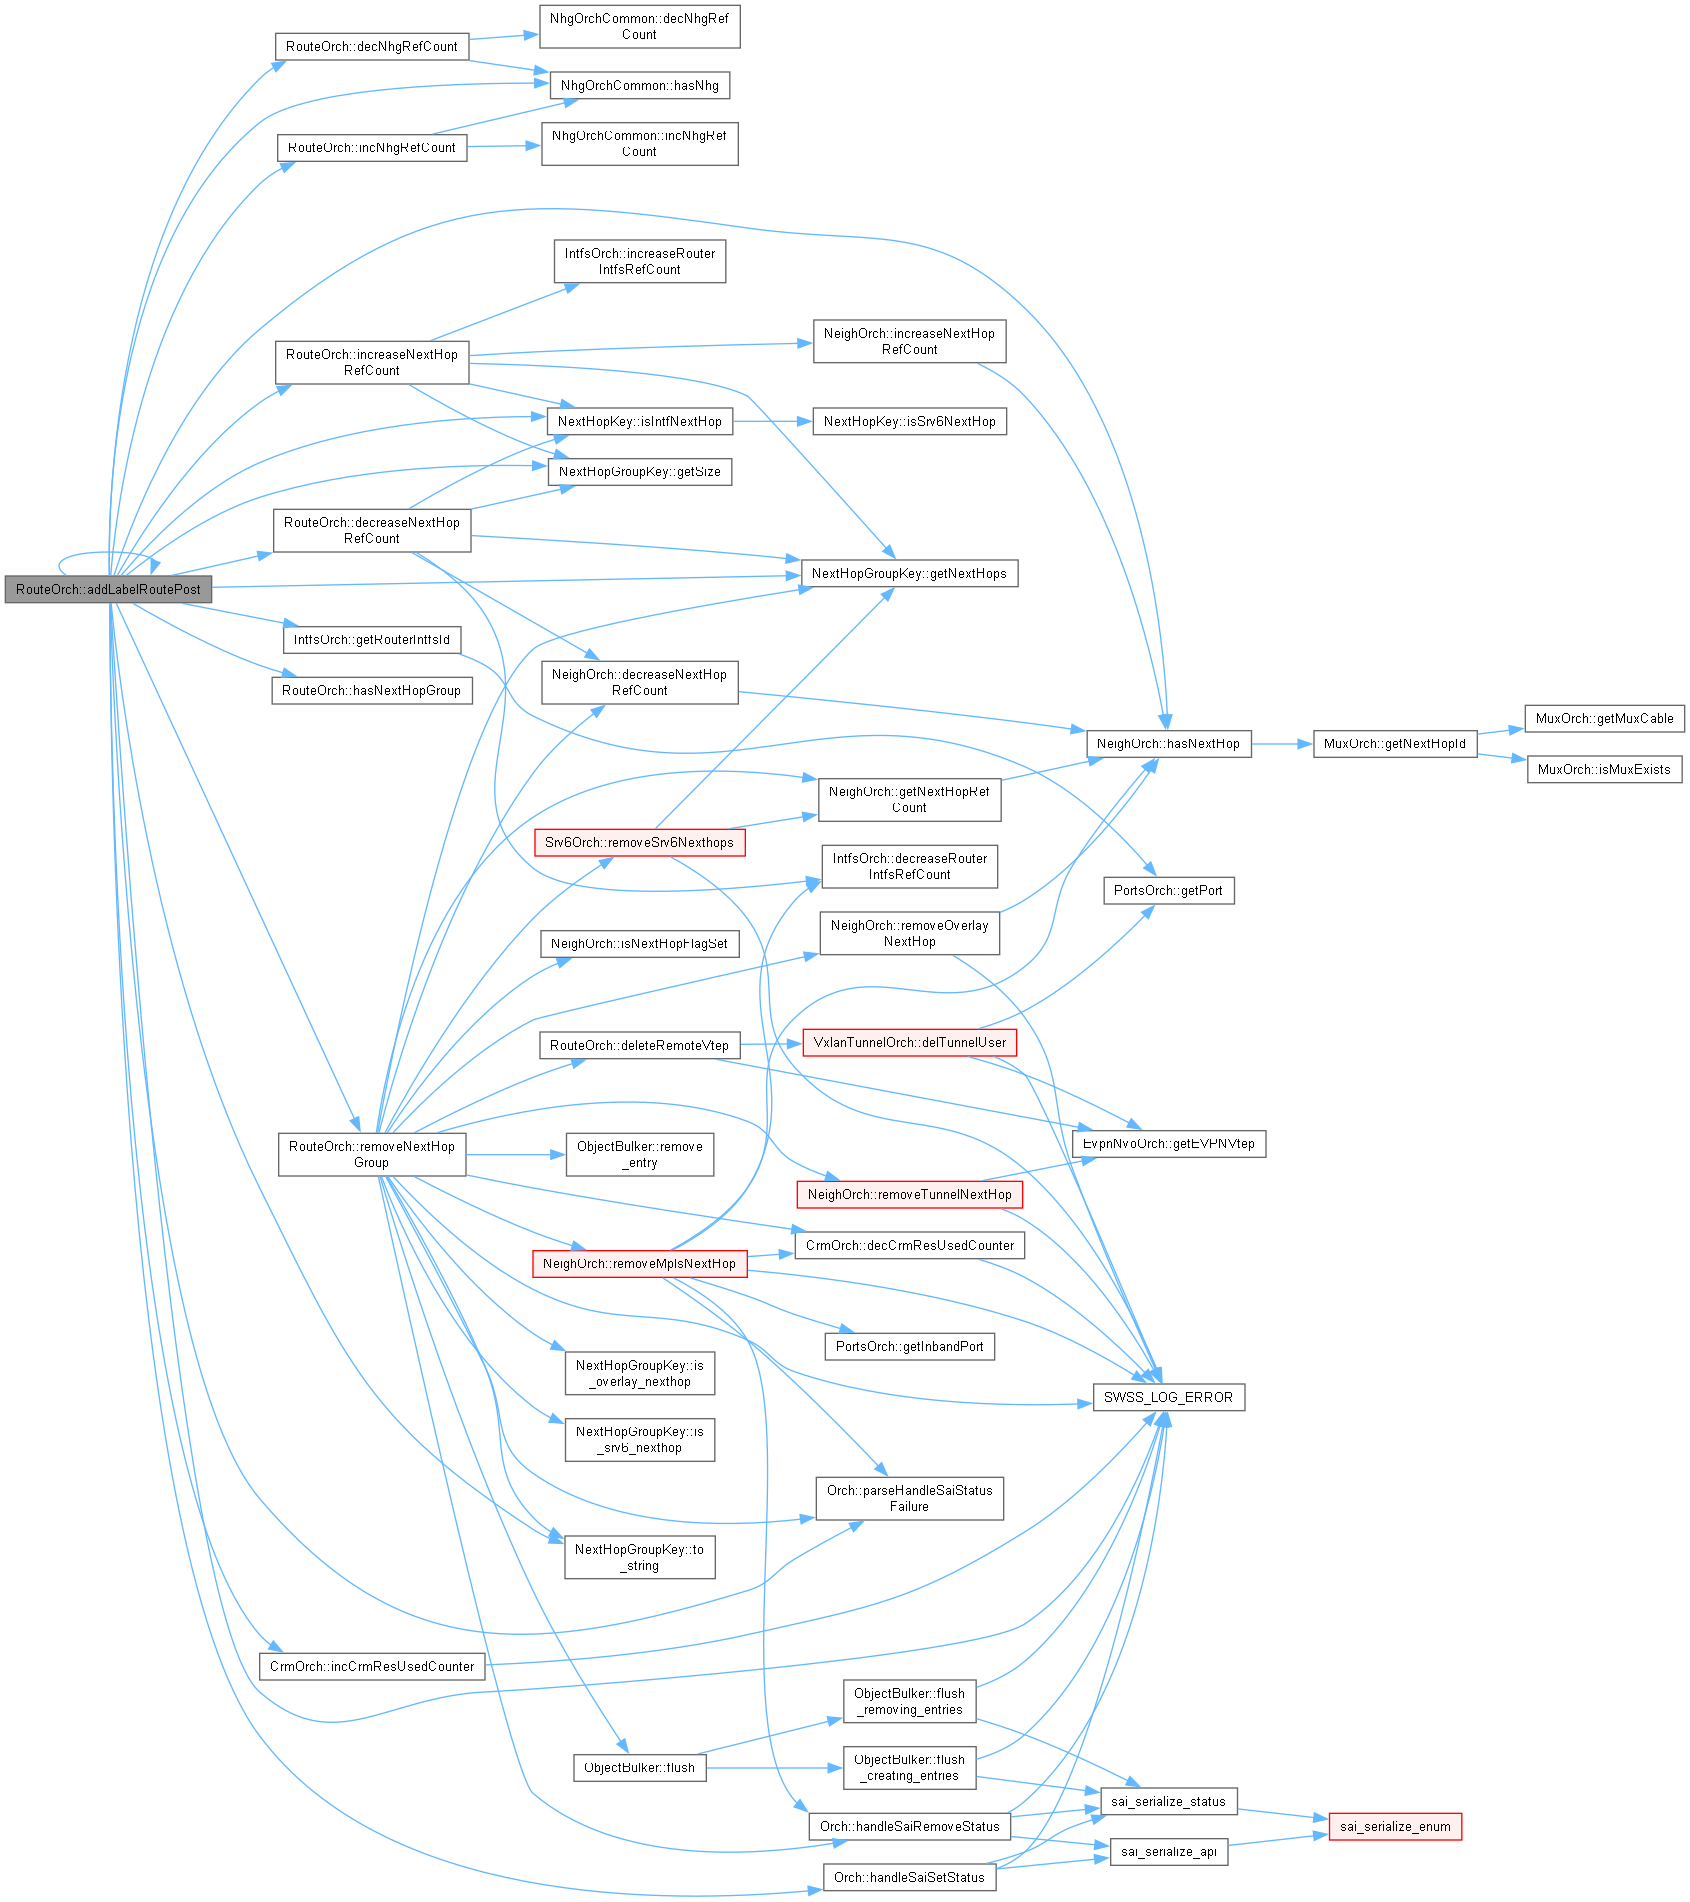 NhgOrchCommon::decNhgRef
Count
RouteOrch::decNhgRefCount
NhgOrchCommon::hasNhg
NhgOrchCommon::incNhgRef
Count
RouteOrch::incNhgRefCount
IntfsOrch::increaseRouter
IntfsRefCount
NeighOrch::increaseNextHop
RefCount
RouteOrch::increaseNextHop
RefCount
NextHopKey::isIntfNextHop
NextHopKey::isSrv6NextHop
NextHopGroupKey::getSize
RouteOrch::decreaseNextHop
RefCount
NextHopGroupKey::getNextHops
RouteOrch::addLabelRoutePost
IntfsOrch::getRouterIntfsId
RouteOrch::hasNextHopGroup
NeighOrch::decreaseNextHop
RefCount
MuxOrch::getMuxCable
NeighOrch::hasNextHop
MuxOrch::getNextHopId
MuxOrch::isMuxExists
NeighOrch::getNextHopRef
Count
Srv6Orch::removeSrv6Nexthops
IntfsOrch::decreaseRouter
IntfsRefCount
PortsOrch::getPort
NeighOrch::removeOverlay
NextHop
NeighOrch::isNextHopFlagSet
RouteOrch::deleteRemoteVtep
VxlanTunnelOrch::delTunnelUser
RouteOrch::removeNextHop
Group
ObjectBulker::remove
_entry
EvpnNvoOrch::getEVPNVtep
NeighOrch::removeTunnelNextHop
CrmOrch::decCrmResUsedCounter
NeighOrch::removeMplsNextHop
PortsOrch::getInbandPort
NextHopGroupKey::is
_overlay_nexthop
SWSS_LOG_ERROR
NextHopGroupKey::is
_srv6_nexthop
Orch::parseHandleSaiStatus
Failure
NextHopGroupKey::to
_string
CrmOrch::incCrmResUsedCounter
ObjectBulker::flush
_removing_entries
ObjectBulker::flush
ObjectBulker::flush
_creating_entries
sai_serialize_status
Orch::handleSaiRemoveStatus
sai_serialize_enum
sai_serialize_api
Orch::handleSaiSetStatus